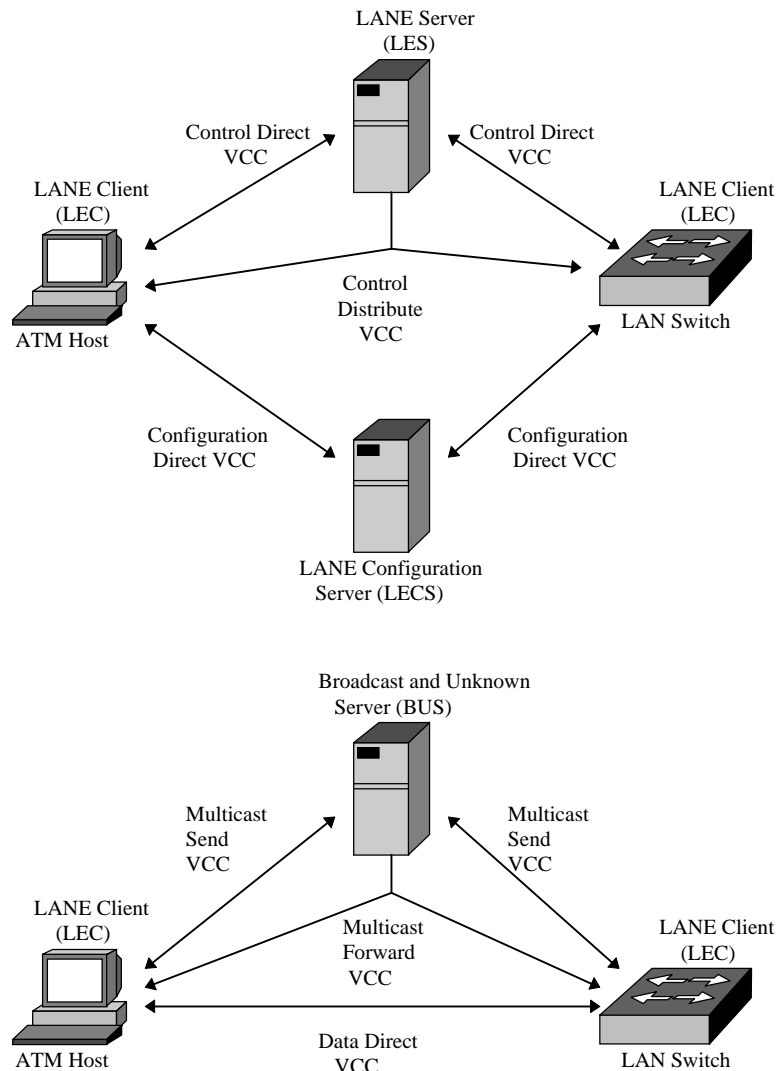 LANE Server
(LES)
Control Direct
VCC
Control Direct
VCC
LANE Client
(LEC)
LANE Client
(LEC)
Control
Distribute
VCC
ATM Host
LAN Switch
Configuration
Direct VCC
Configuration
Direct VCC
LANE Configuration
Server (LECS)
Broadcast and Unknown
Server (BUS)
Multicast
Send
VCC
Multicast
Send
VCC
LANE Client
(LEC)
LANE Client
(LEC)
Multicast
Forward
VCC
ATM Host
Data Direct
VCC
LAN Switch